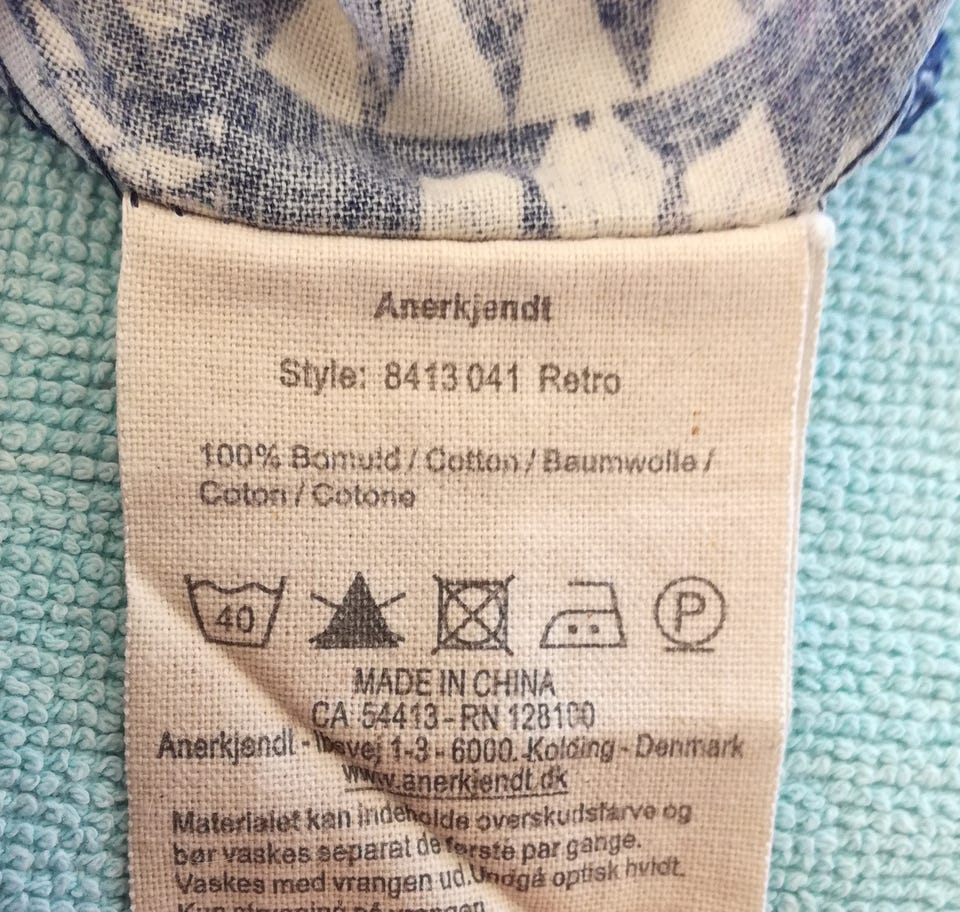 Anerkjendt
Style: 8413 041 Retro
100% Bomuld / Cotton / Baumwolle /
Coton / Cotone
40
P
MADE IN CHINA
CA 54413 - RN 128100
Anerkjendt - 1-3 - 6000. Kolding - Denmark
www.anerkjendt.dk
Materialet kan indeholde overskudsfarve og
bør vaskes separat de første par gange.
Vaskes med vrangen ud. Undgå optisk hvidt.